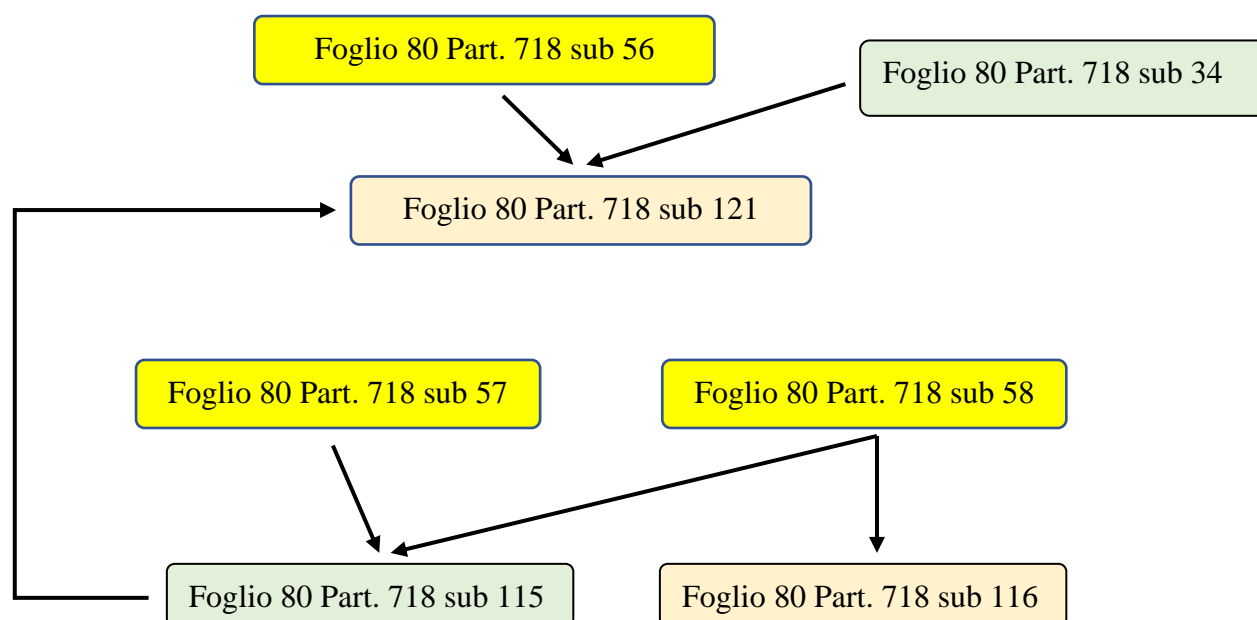 Foglio 80 Part. 718 sub 56
Foglio 80 Part. 718 sub 34
Foglio 80 Part. 718 sub 121
Foglio 80 Part. 718 sub 57
Foglio 80 Part. 718 sub 58
Foglio 80 Part. 718 sub 115
Foglio 80 Part. 718 sub 116